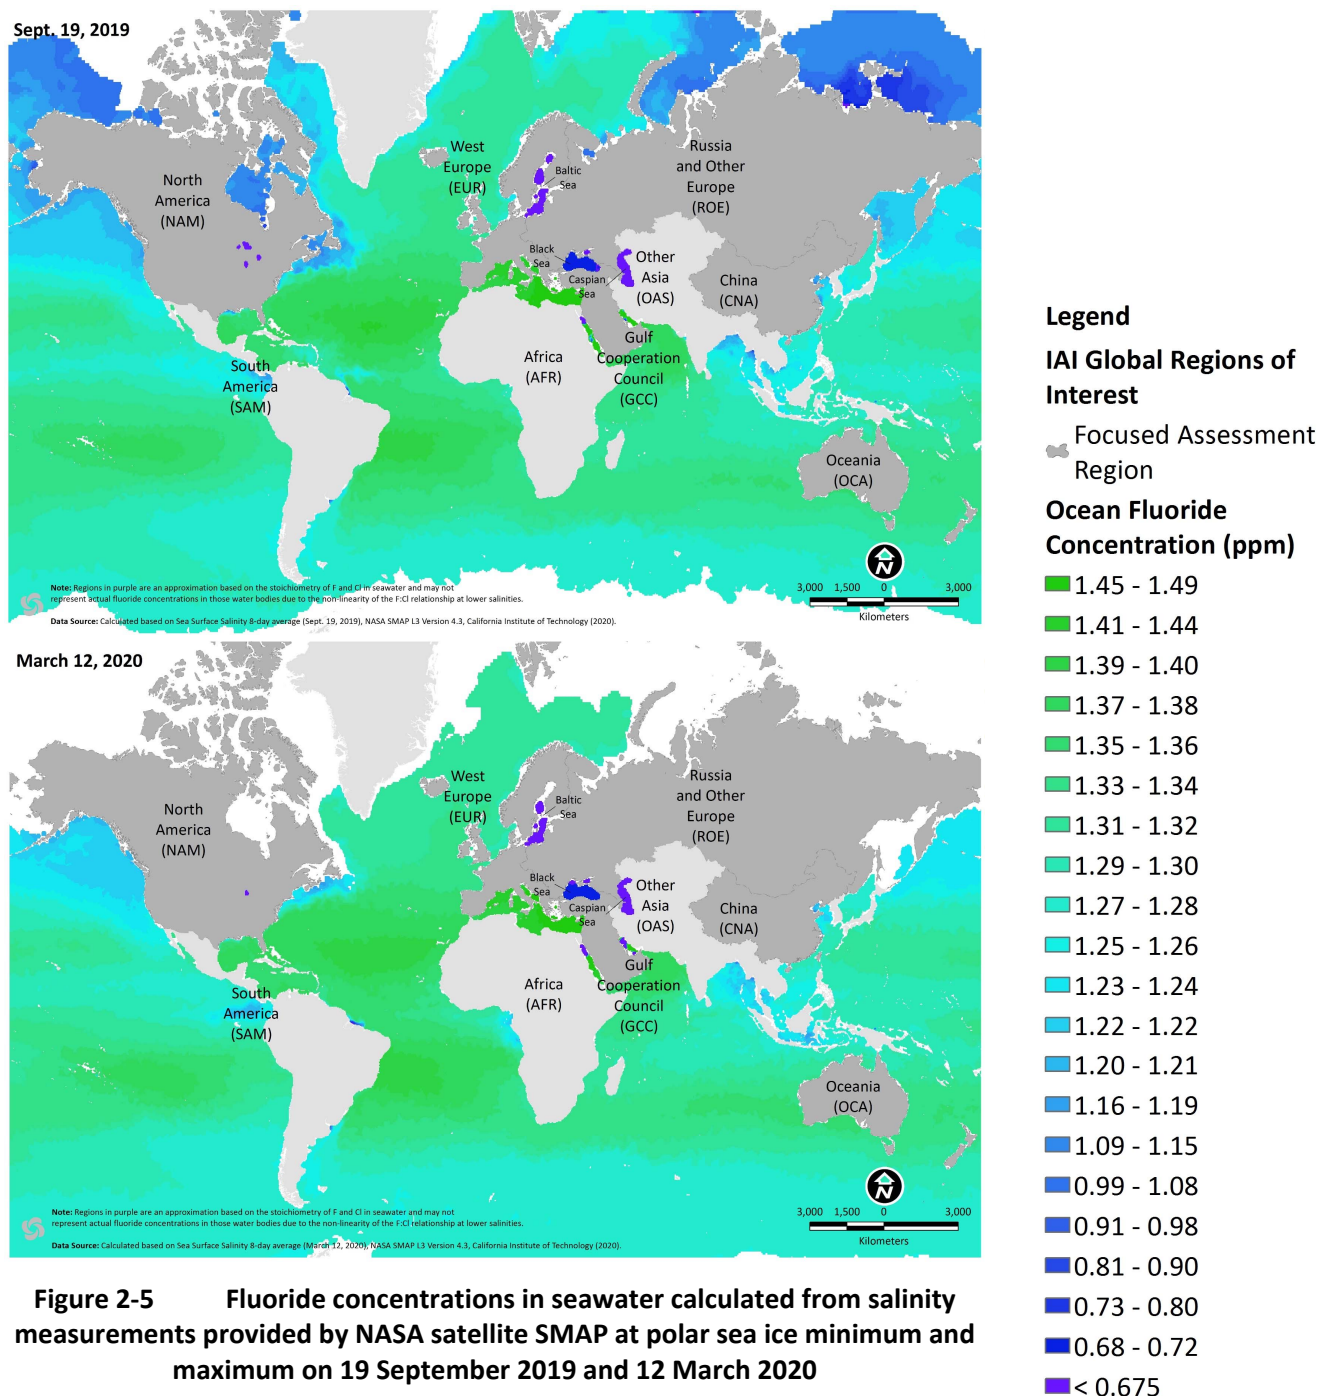 Sept. 19, 2019
North
America
(NAM)
West
Europe
(EUR)
Baltic
Sea
Russia
and Other
Europe
(ROE)
Black
Sea
Caspian
Sea
Other
Asia
(OAS)
China
(CNA)
South
America
(SAM)
Africa
(AFR)
Gulf
Cooperation
Council
(GCC)
Oceania
(OCA)
N
3,000 1,500 0 3,000
Kilometers
Note: Regions in purple are an approximation based on the stoichiometry of F and Cl in seawater and may not
represent actual fluoride concentrations in those water bodies due to the non-linearity of the F:Cl relationship at lower salinities.
Data Source: Calculated based on Sea Surface Salinity 8-day average (Sept. 19, 2019), NASA SMAP L3 Version 4.3, California Institute of Technology (2020).
March 12, 2020
North
America
(NAM)
West
Europe
(EUR)
Baltic
Sea
Russia
and Other
Europe
(ROE)
Black
Sea
Caspian
Sea
Other
Asia
(OAS)
China
(CNA)
South
America
(SAM)
Africa
(AFR)
Gulf
Cooperation
Council
(GCC)
Oceania
(OCA)
N
3,000 1,500 0 3,000
Kilometers
Note: Regions in purple are an approximation based on the stoichiometry of F and Cl in seawater and may not
represent actual fluoride concentrations in those water bodies due to the non-linearity of the F:Cl relationship at lower salinities.
Data Source: Calculated based on Sea Surface Salinity 8-day average (March 12, 2020), NASA SMAP L3 Version 4.3, California Institute of Technology (2020).
Legend
IAI Global Regions of
Interest
Focused Assessment
Region
Ocean Fluoride
Concentration (ppm)
1.45 - 1.49
1.41 - 1.44
1.39 - 1.40
1.37 - 1.38
1.35 - 1.36
1.33 - 1.34
1.31 - 1.32
1.29 - 1.30
1.27 - 1.28
1.25 - 1.26
1.23 - 1.24
1.22 - 1.22
1.20 - 1.21
1.16 - 1.19
1.09 - 1.15
0.99 - 1.08
0.91 - 0.98
0.81 - 0.90
0.73 - 0.80
0.68 - 0.72
< 0.675
Figure 2-5 Fluoride concentrations in seawater calculated from salinity
measurements provided by NASA satellite SMAP at polar sea ice minimum and
maximum on 19 September 2019 and 12 March 2020